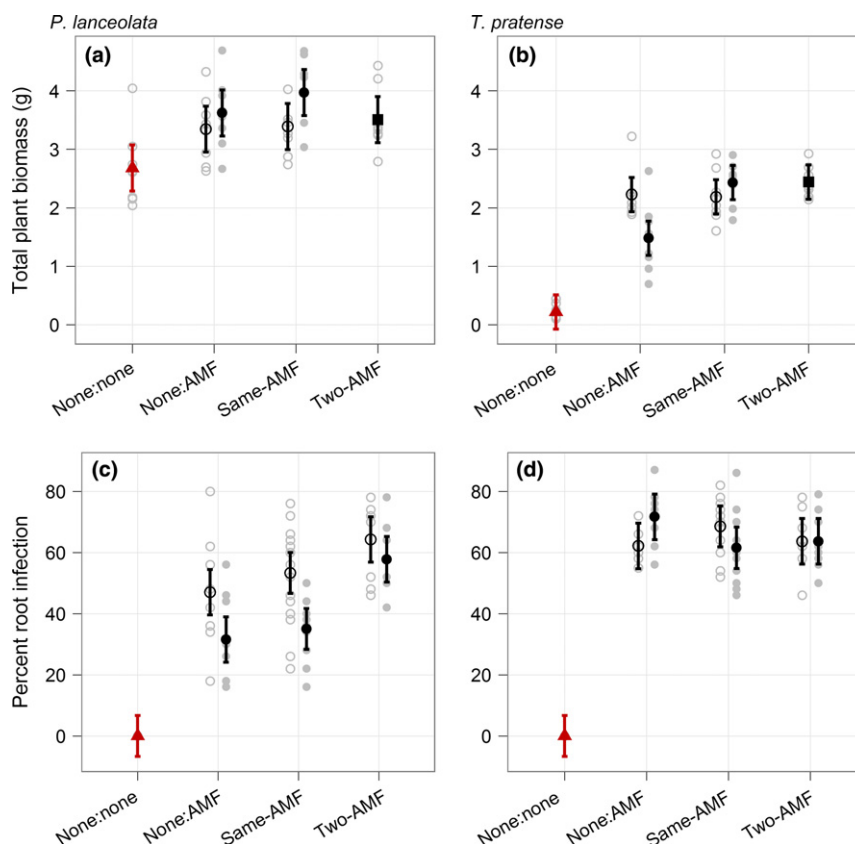 P. lanceolata
T. pratense
(a)
(b)
Total plant biomass (g)
4
3
2
1
0
4
3
2
1
0
None:none
None:AMF
Same-AMF
Two-AMF
None:none
None:AMF
Same-AMF
Two-AMF
(c)
(d)
Percent root infection
80
60
40
20
0
80
60
40
20
0
None:none
None:AMF
Same-AMF
Two-AMF
None:none
None:AMF
Same-AMF
Two-AMF